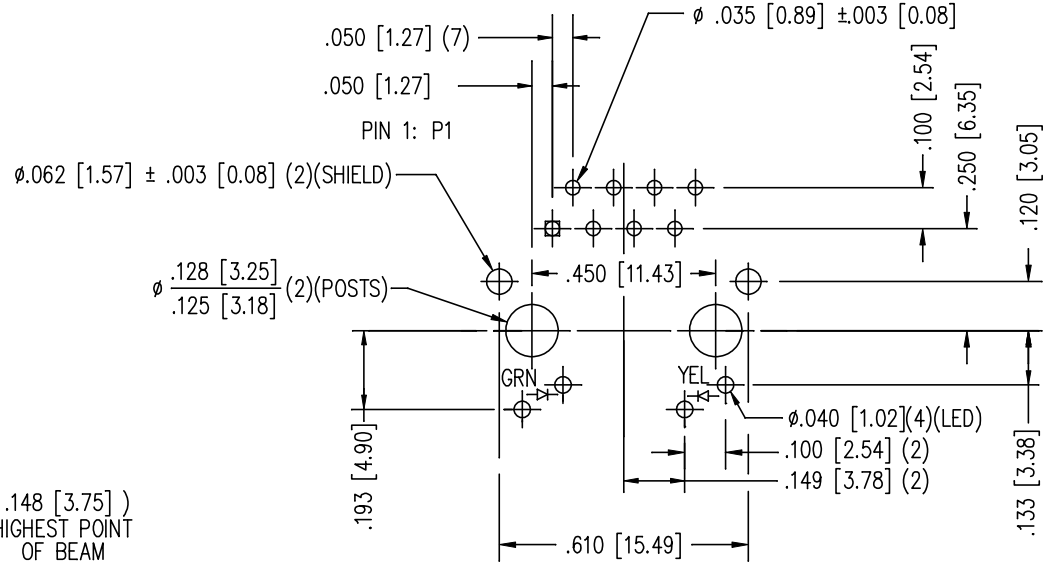 ø .035 [0.89] ±.003 [0.08]
.050 [1.27] (7)
.050 [1.27]
.100 [2.54]
.250 [6.35]
.120 [3.05]
PIN 1: P1
ø.062 [1.57] ± .003 [0.08] (2)(SHIELD)
.450 [11.43]
ø .128 [3.25]
.125 [3.18] (2)(POSTS)
GRN
YEL
ø.040 [1.02](4)(LED)
.100 [2.54] (2)
.149 [3.78] (2)
.193 [4.90]
.133 [3.38]
.148 [3.75] )
HIGHEST POINT
OF BEAM
.610 [15.49]